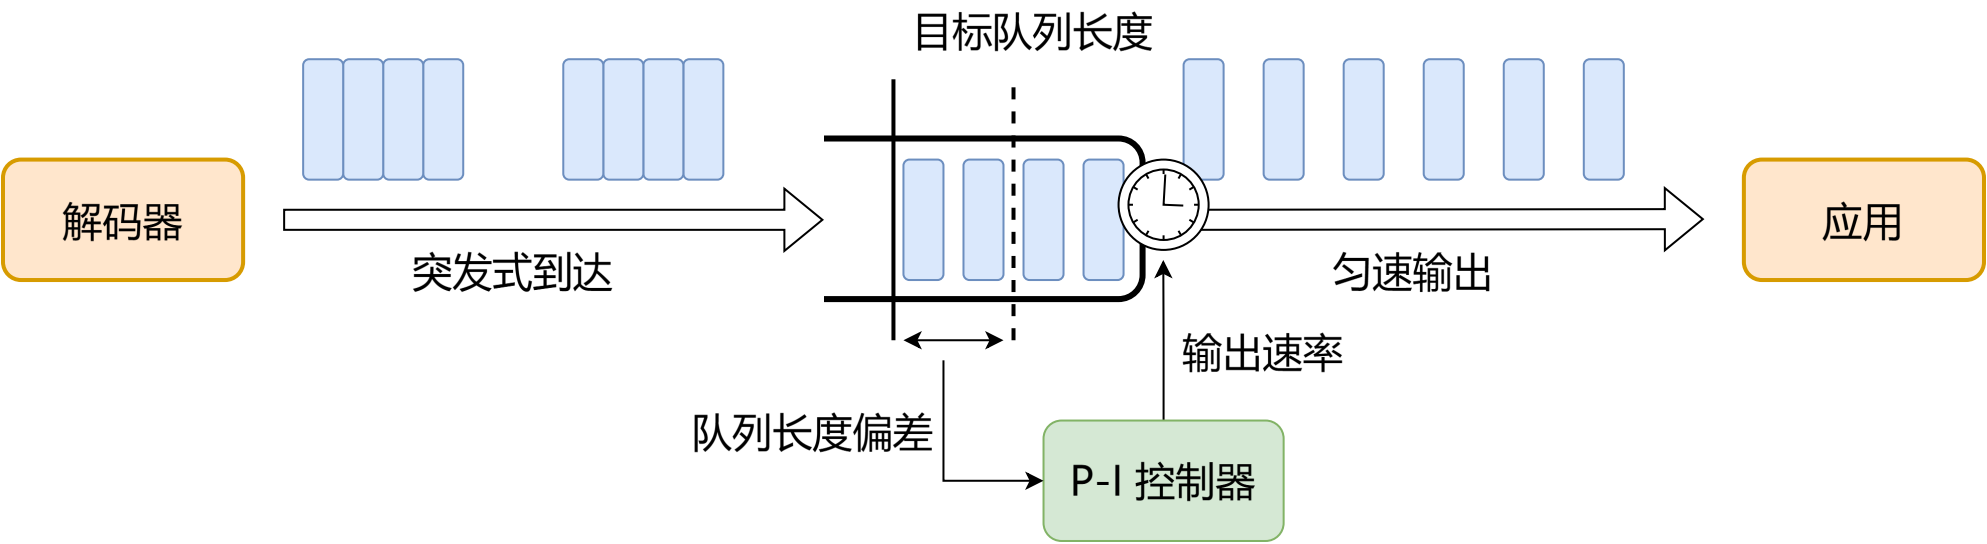 目标队列长度
解码器
突发式到达
匀速输出
应用
输出速率
队列长度偏差
P-I 控制器